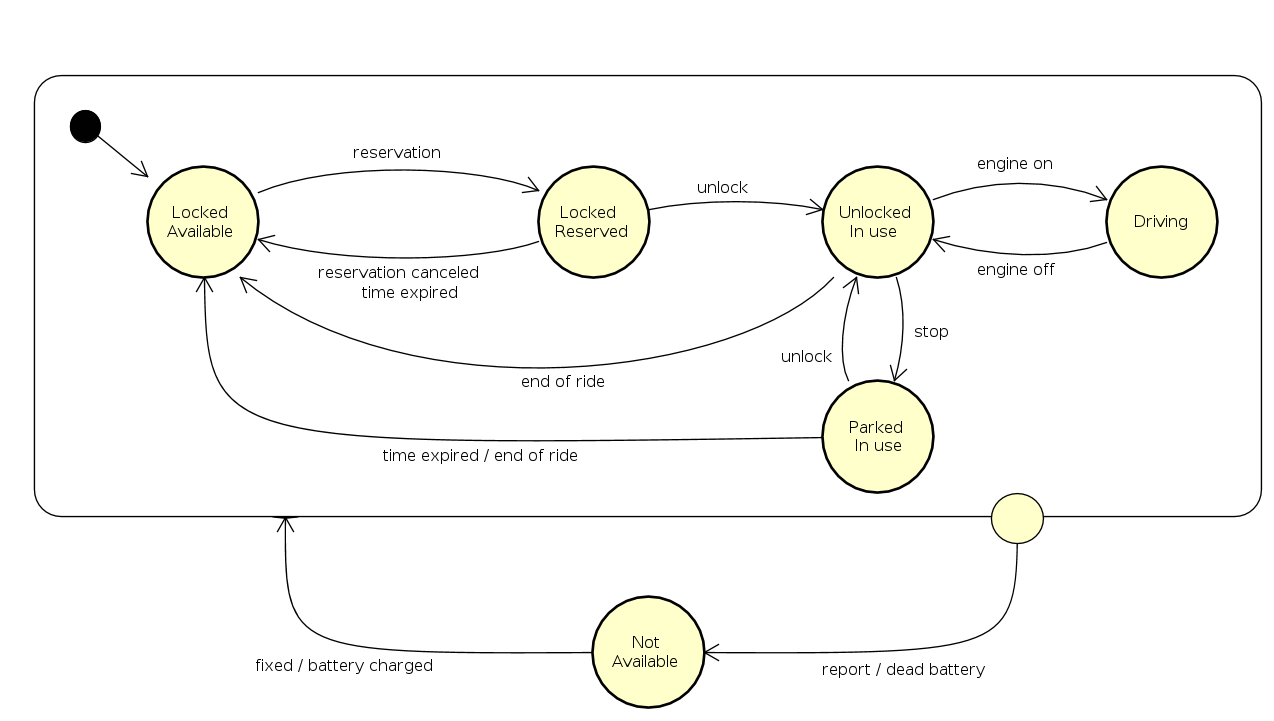 reservation
engine on
unlock
Locked
Available
Locked
Reserved
Unlocked
In use
Driving
reservation canceled
time expired
engine off
stop
unlock
end of ride
Parked
In use
time expired / end of ride
Not
Available
fixed / battery charged
report / dead battery